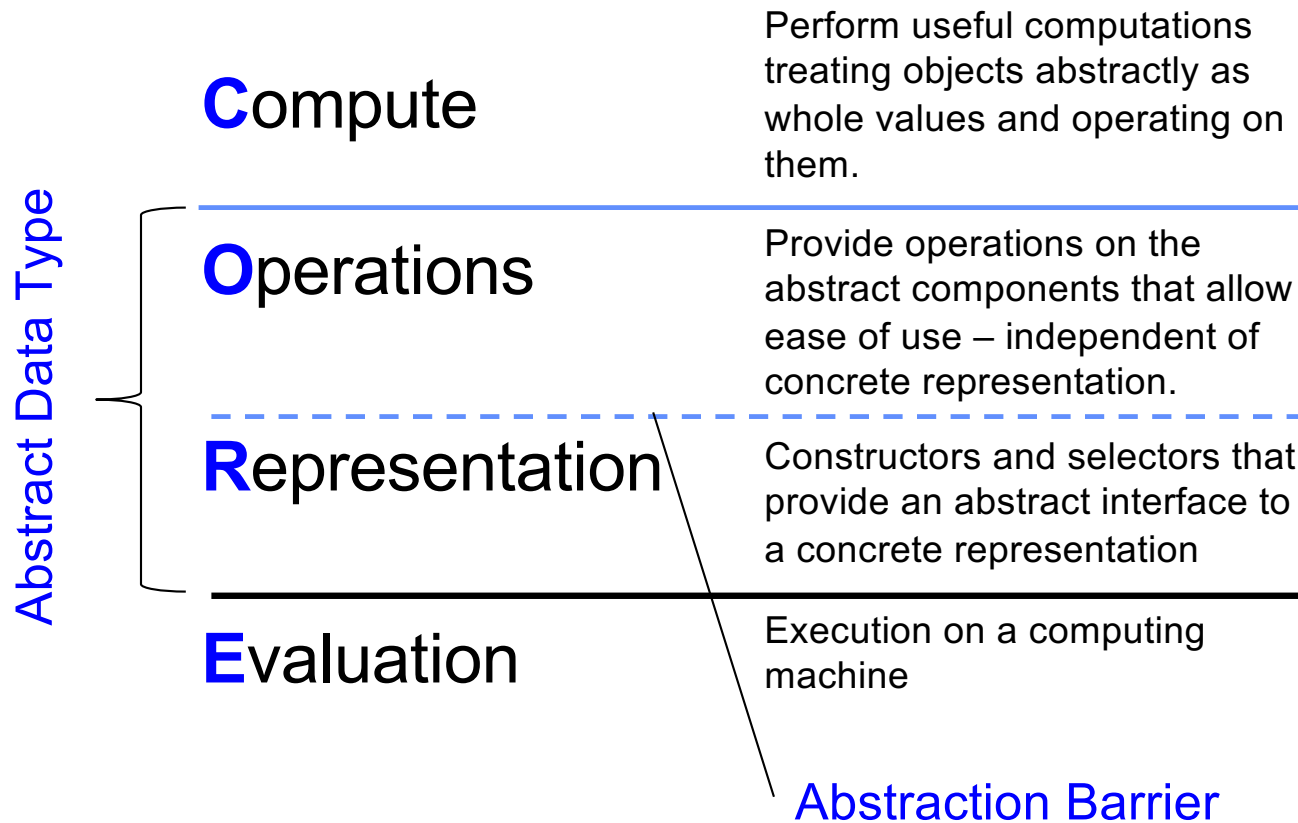 Compute
Perform useful computations
treating objects abstractly as
whole values and operating on
them.
Abstract Data Type
Operations
Provide operations on the
abstract components that allow
ease of use – independent of
concrete representation.
Representation
Constructors and selectors that
provide an abstract interface to
a concrete representation
Evaluation
Execution on a computing
machine
Abstraction Barrier